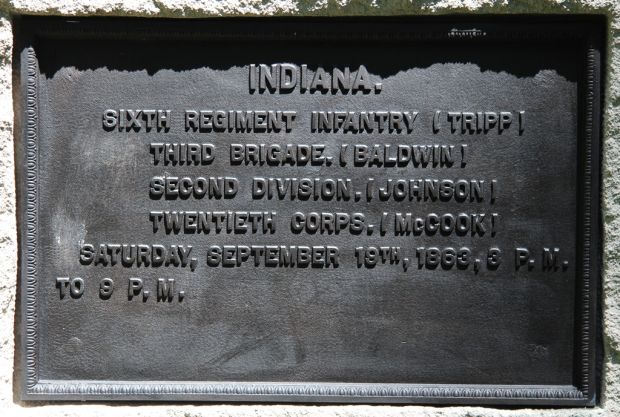 INDIANA.
SIXTH REGIMENT INFANTRY (TRIPP)
THIRD BRIGADE. (BALDWIN)
SECOND DIVISION. (JOHNSON)
TWENTIETH CORPS. (McCOOK)
SATURDAY, SEPTEMBER 19TH, 1863, 3 P. M.
TO 9 P. M.